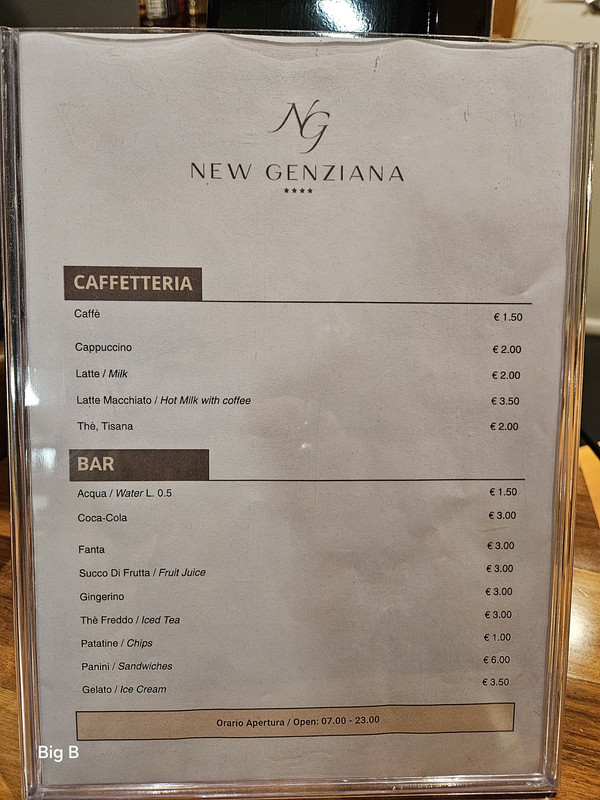 NG
NEW GENZIANA
★★★★
CAFFETTERIA
Caffè € 1.50
Cappuccino € 2.00
Latte / Milk € 2.00
Latte Macchiato / Hot Milk with coffee € 3.50
Thè, Tisana € 2.00
BAR
Acqua / Water L. 0.5 € 1.50
Coca-Cola € 3.00
Fanta € 3.00
Succo Di Frutta / Fruit Juice € 3.00
Gingerino € 3.00
Thè Freddo / Iced Tea € 3.00
Patatine / Chips € 1.00
Panini / Sandwiches € 6.00
Gelato / Ice Cream € 3.50
Orario Apertura / Open: 07.00 - 23.00
Big B